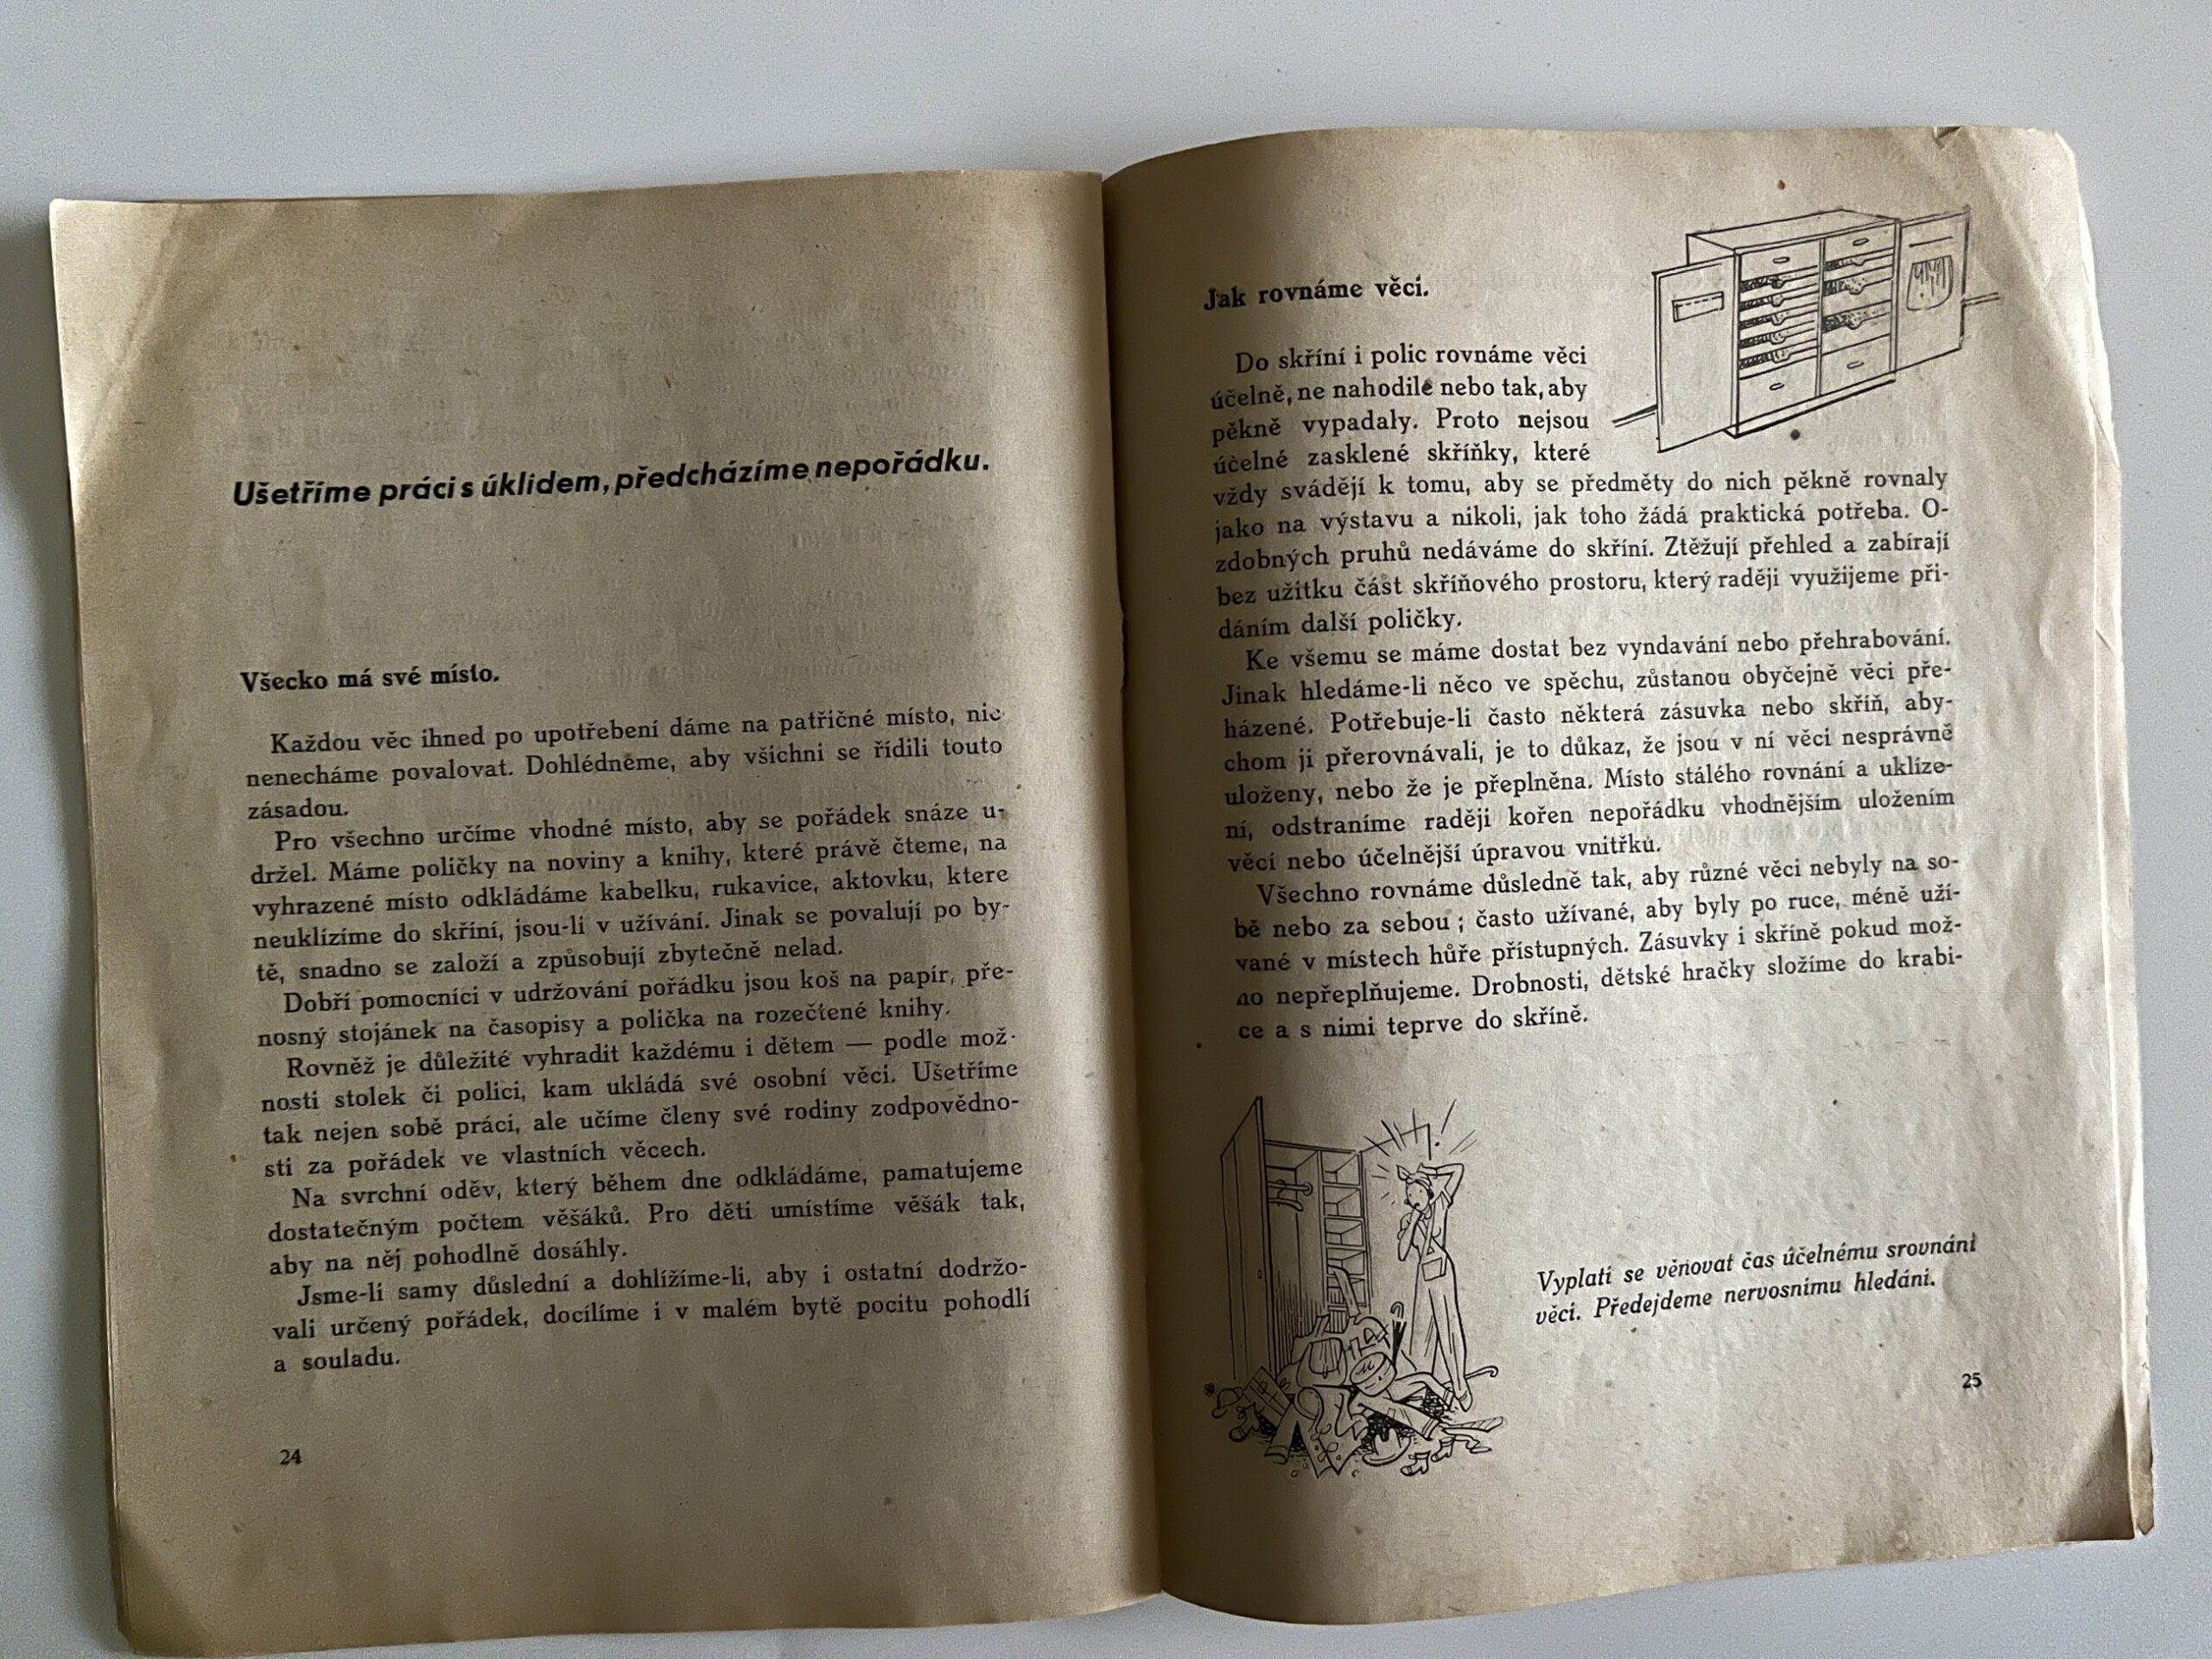 Ušetříme práci s úklidem, předcházíme nepořádku.
Všecko má své místo.
Každou věc ihned po upotřebení dáme na patřičné místo, nic
nenecháme povalovat. Dohlédněme, aby všichni se řídili touto
zásadou.
Pro všechno určíme vhodné místo, aby se pořádek snáze u-
držel. Máme poličky na noviny a knihy, které právě čteme, na
vyhrazené místo odkládáme kabelku, rukavice, aktovku, ktere
neuklízíme do skříní, jsou-li v užívání. Jinak se povalují po by-
tě, snadno se založí a způsobují zbytečně nelad.
Dobří pomocníci v udržování pořádku jsou koš na papír, pře-
nosný stojánek na časopisy a polička na rozečtené knihy.
Rovněž je důležité vyhradit každému i dětem — podle mož-
nosti stolek či polici, kam ukládá své osobní věci. Ušetříme
tak nejen sobě práci, ale učíme členy své rodiny zodpovědno-
sti za pořádek ve vlastních věcech.
Na svrchní oděv, který během dne odkládáme, pamatujeme
dostatečným počtem věšáků. Pro děti umístíme věšák tak,
aby na něj pohodlně dosáhly.
Jsme-li samy důslední a dohlížíme-li, aby i ostatní dodržo-
vali určený pořádek, docílíme i v malém bytě pocitu pohodlí
a souladu.
24
Jak rovnáme věci.
Do skříní i polic rovnáme věci
účelně, ne nahodile nebo tak, aby
pěkně vypadaly. Proto nejsou
účelné zasklené skříňky, které
vždy svádějí k tomu, aby se předměty do nich pěkně rovnaly
jako na výstavu a nikoli, jak toho žádá praktická potřeba. O-
zdobných pruhů nedáváme do skříní. Ztěžují přehled a zabírají
bez užitku část skříňového prostoru, který raději využijeme při-
dáním další poličky.
Ke všemu se máme dostat bez vyndavání nebo přehrabování.
Jinak hledáme-li něco ve spěchu, zůstanou obyčejně věci pře-
házené. Potřebuje-li často některá zásuvka nebo skříň, aby-
chom ji přerovnávali, je to důkaz, že jsou v ní věci nesprávně
uloženy, nebo že je přeplněna. Místo stálého rovnání a uklize-
ní, odstraníme raději kořen nepořádku vhodnějším uložením
věcí nebo účelnější úpravou vnitřků.
Všechno rovnáme důsledně tak, aby různé věci nebyly na so-
bě nebo za sebou ; často užívané, aby byly po ruce, méně uží-
vané v místech hůře přístupných. Zásuvky i skříně pokud mož-
no nepřeplňujeme. Drobnosti, dětské hračky složíme do krabi-
ce a s nimi teprve do skříně.
Vyplatí se věnovat čas účelnému srovnání
věcí. Předejdeme nervosnímu hledání.
25